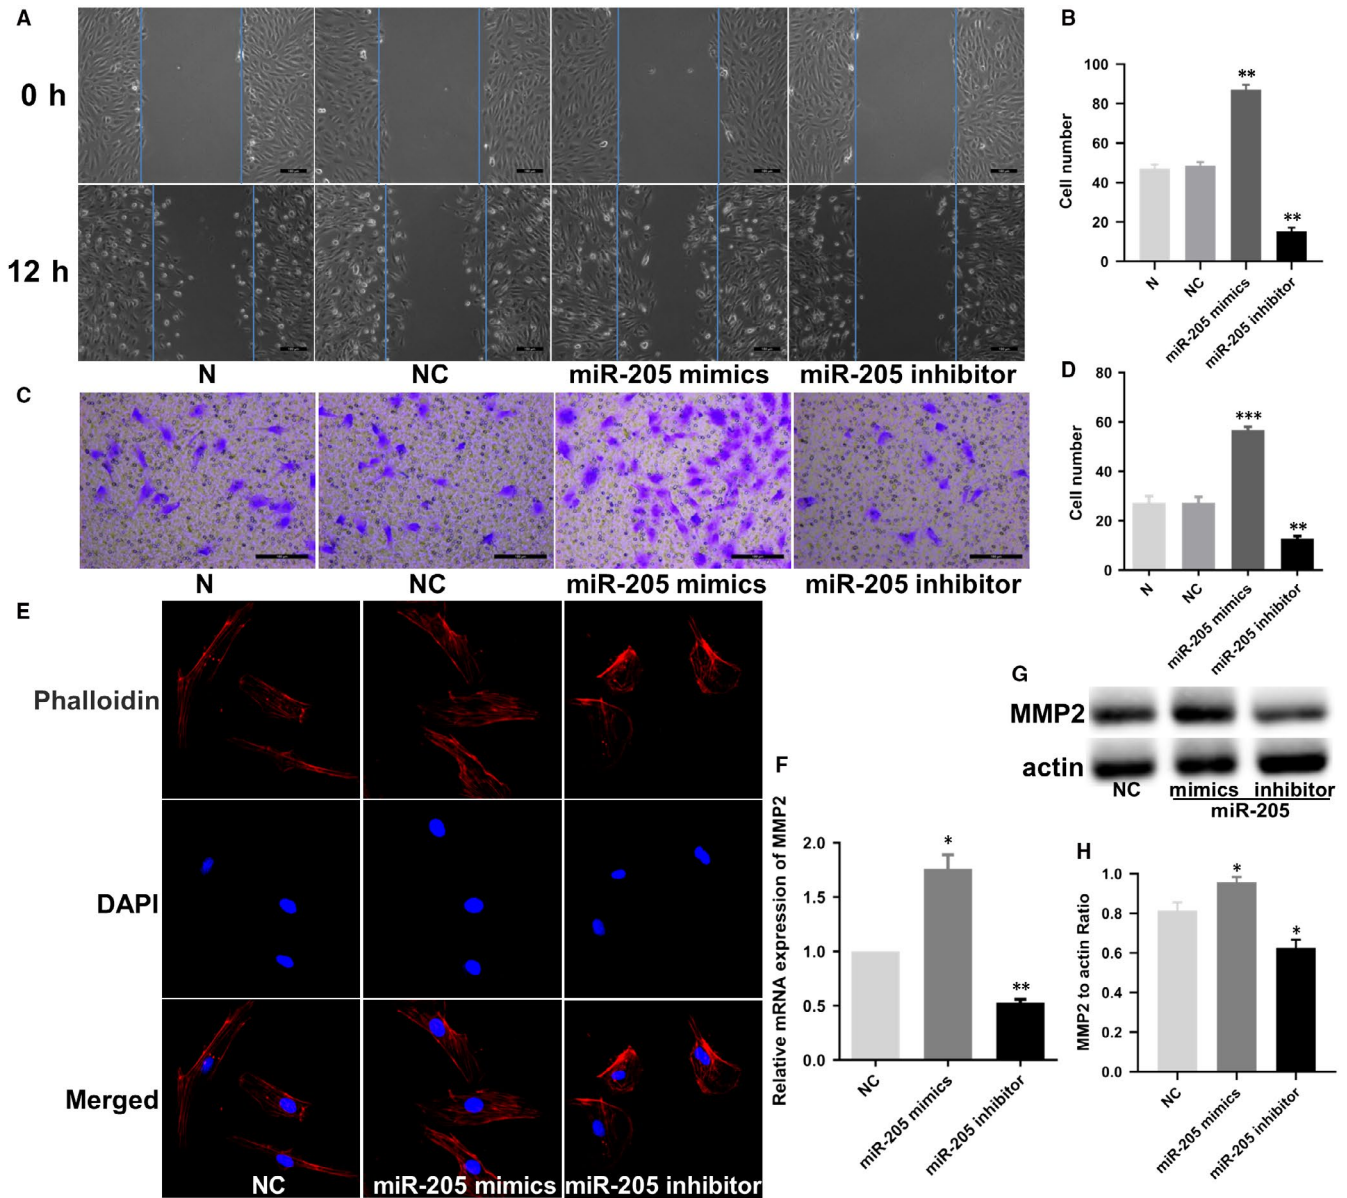 A
0 h
12 h
N
NC
miR-205 mimics
miR-205 inhibitor
B
Cell number
100
80
60
40
20
0
**
**
N
NC
miR-205 mimics
miR-205 inhibitor
C
N
NC
miR-205 mimics
miR-205 inhibitor
D
Cell number
80
60
40
20
0
***
**
N
NC
miR-205 mimics
miR-205 inhibitor
E
Phalloidin
DAPI
Merged
NC
miR-205 mimics
miR-205 inhibitor
F
Relative mRNA expression of MMP2
2.0
1.5
1.0
0.5
0.0
*
**
NC
miR-205 mimics
miR-205 inhibitor
G
MMP2
actin
NC
mimics
inhibitor
miR-205
H
MMP2 to actin Ratio
1.0
0.8
0.6
0.4
0.2
0.0
*
*
NC
miR-205 mimics
miR-205 inhibitor